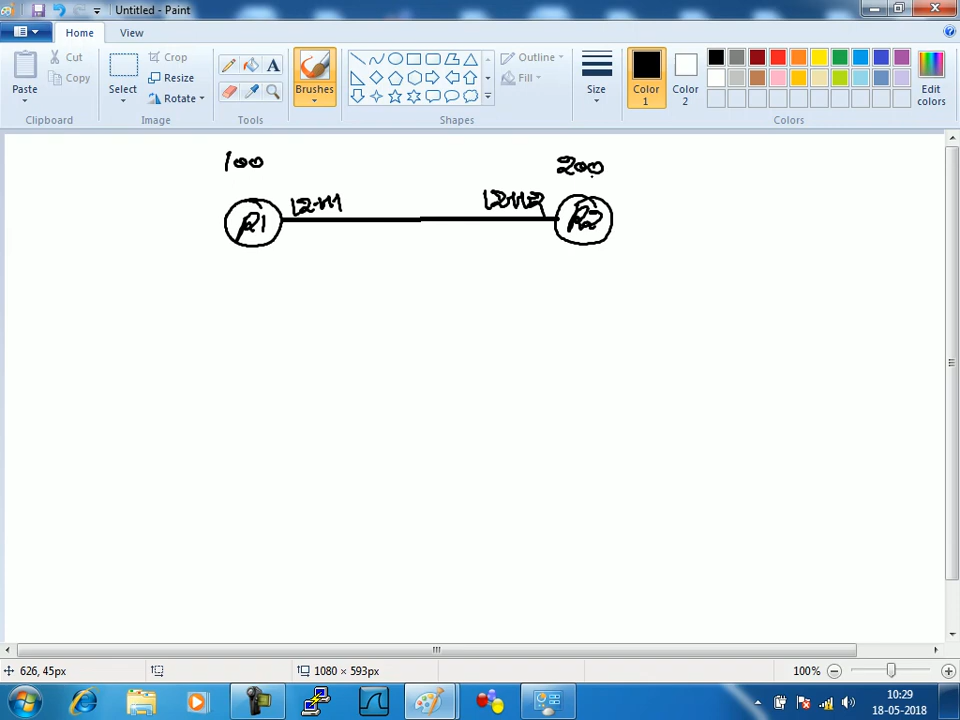 Untitled - Paint
Home View
Paste
Cut
Copy
Clipboard
Select
Crop
Resize
Rotate
Image
Tools
Brushes
Shapes
Outline
Fill
Size
Color 1
Color 2
Edit colors
Colors
100 200
R1 R2
626, 45px
1080 × 593px
100%
10:29
18-05-2018